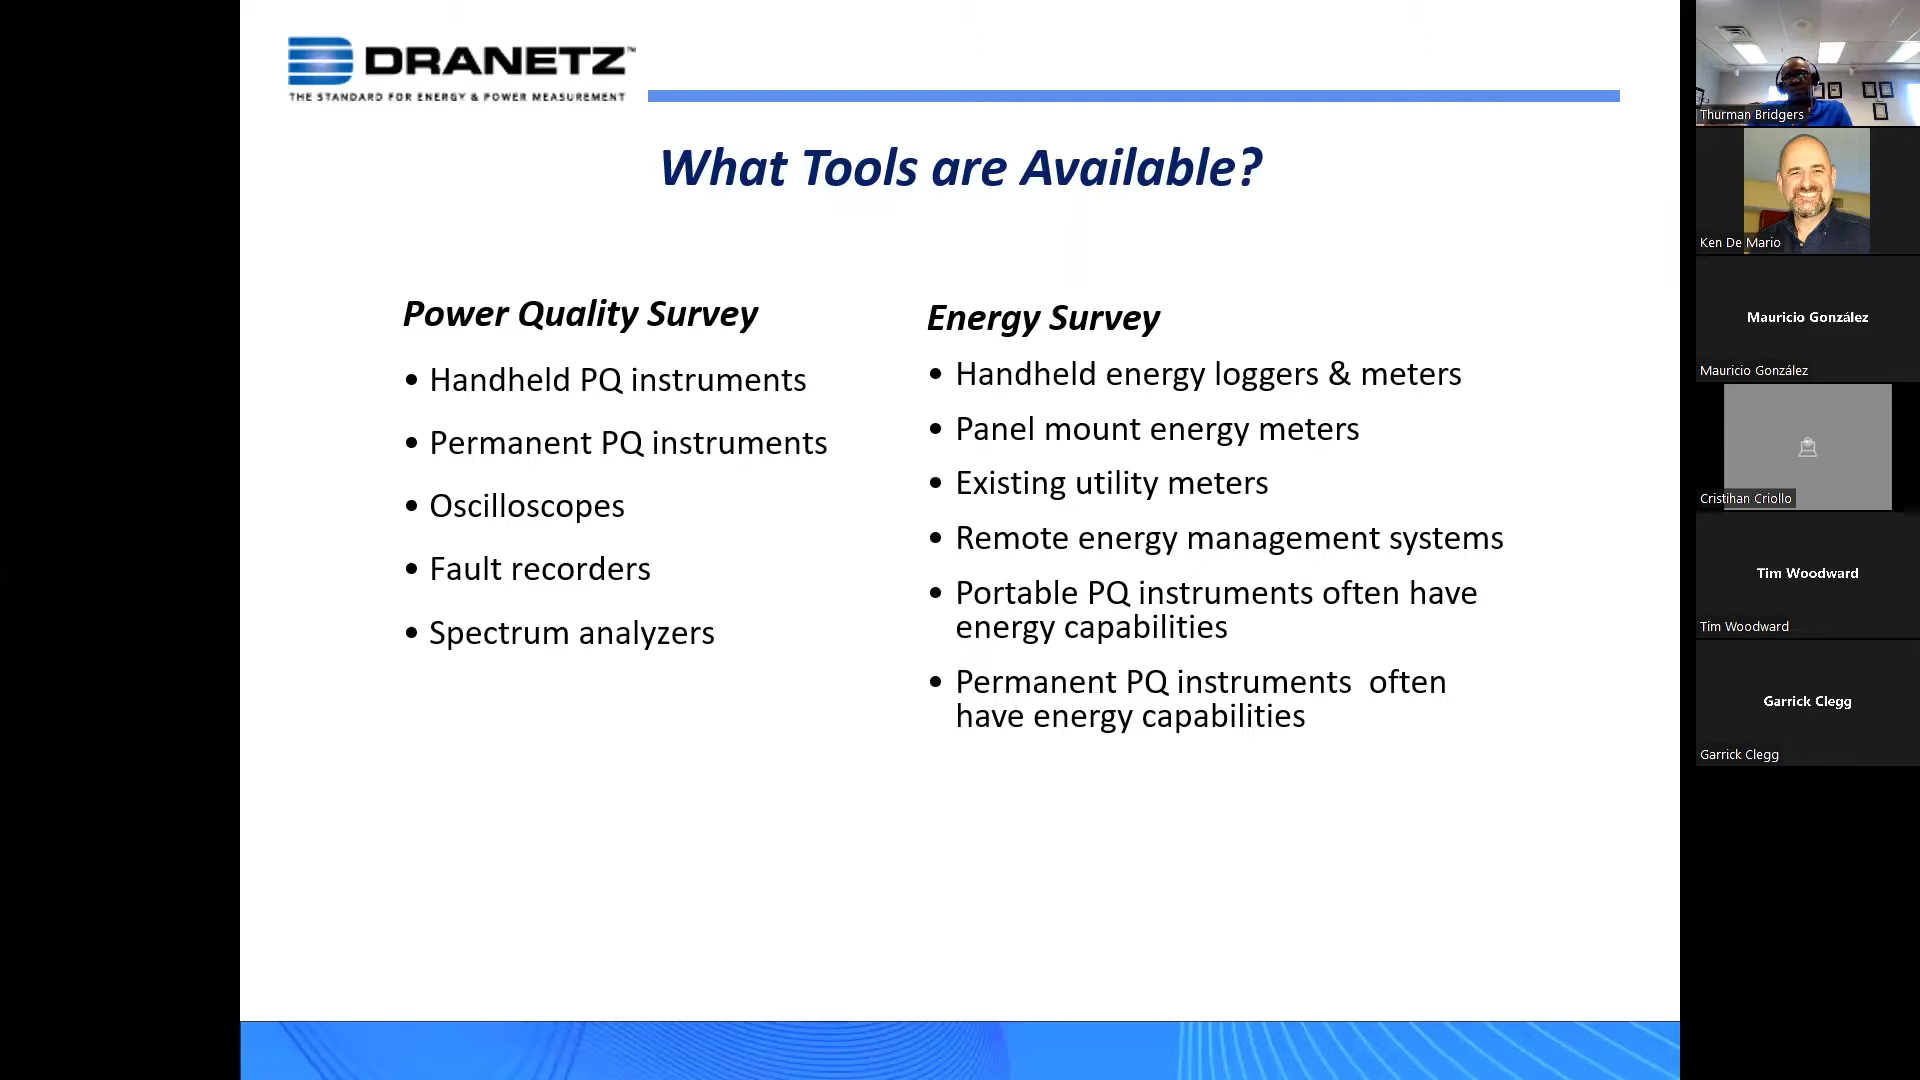 DRANETZ™
THE STANDARD FOR ENERGY & POWER MEASUREMENT
What Tools are Available?
Power Quality Survey
• Handheld PQ instruments
• Permanent PQ instruments
• Oscilloscopes
• Fault recorders
• Spectrum analyzers
Energy Survey
• Handheld energy loggers & meters
• Panel mount energy meters
• Existing utility meters
• Remote energy management systems
• Portable PQ instruments often have
energy capabilities
• Permanent PQ instruments often
have energy capabilities
Thurman Bridgers
Ken De Mario
Mauricio González
Mauricio González
Cristihan Criollo
Tim Woodward
Tim Woodward
Garrick Clegg
Garrick Clegg